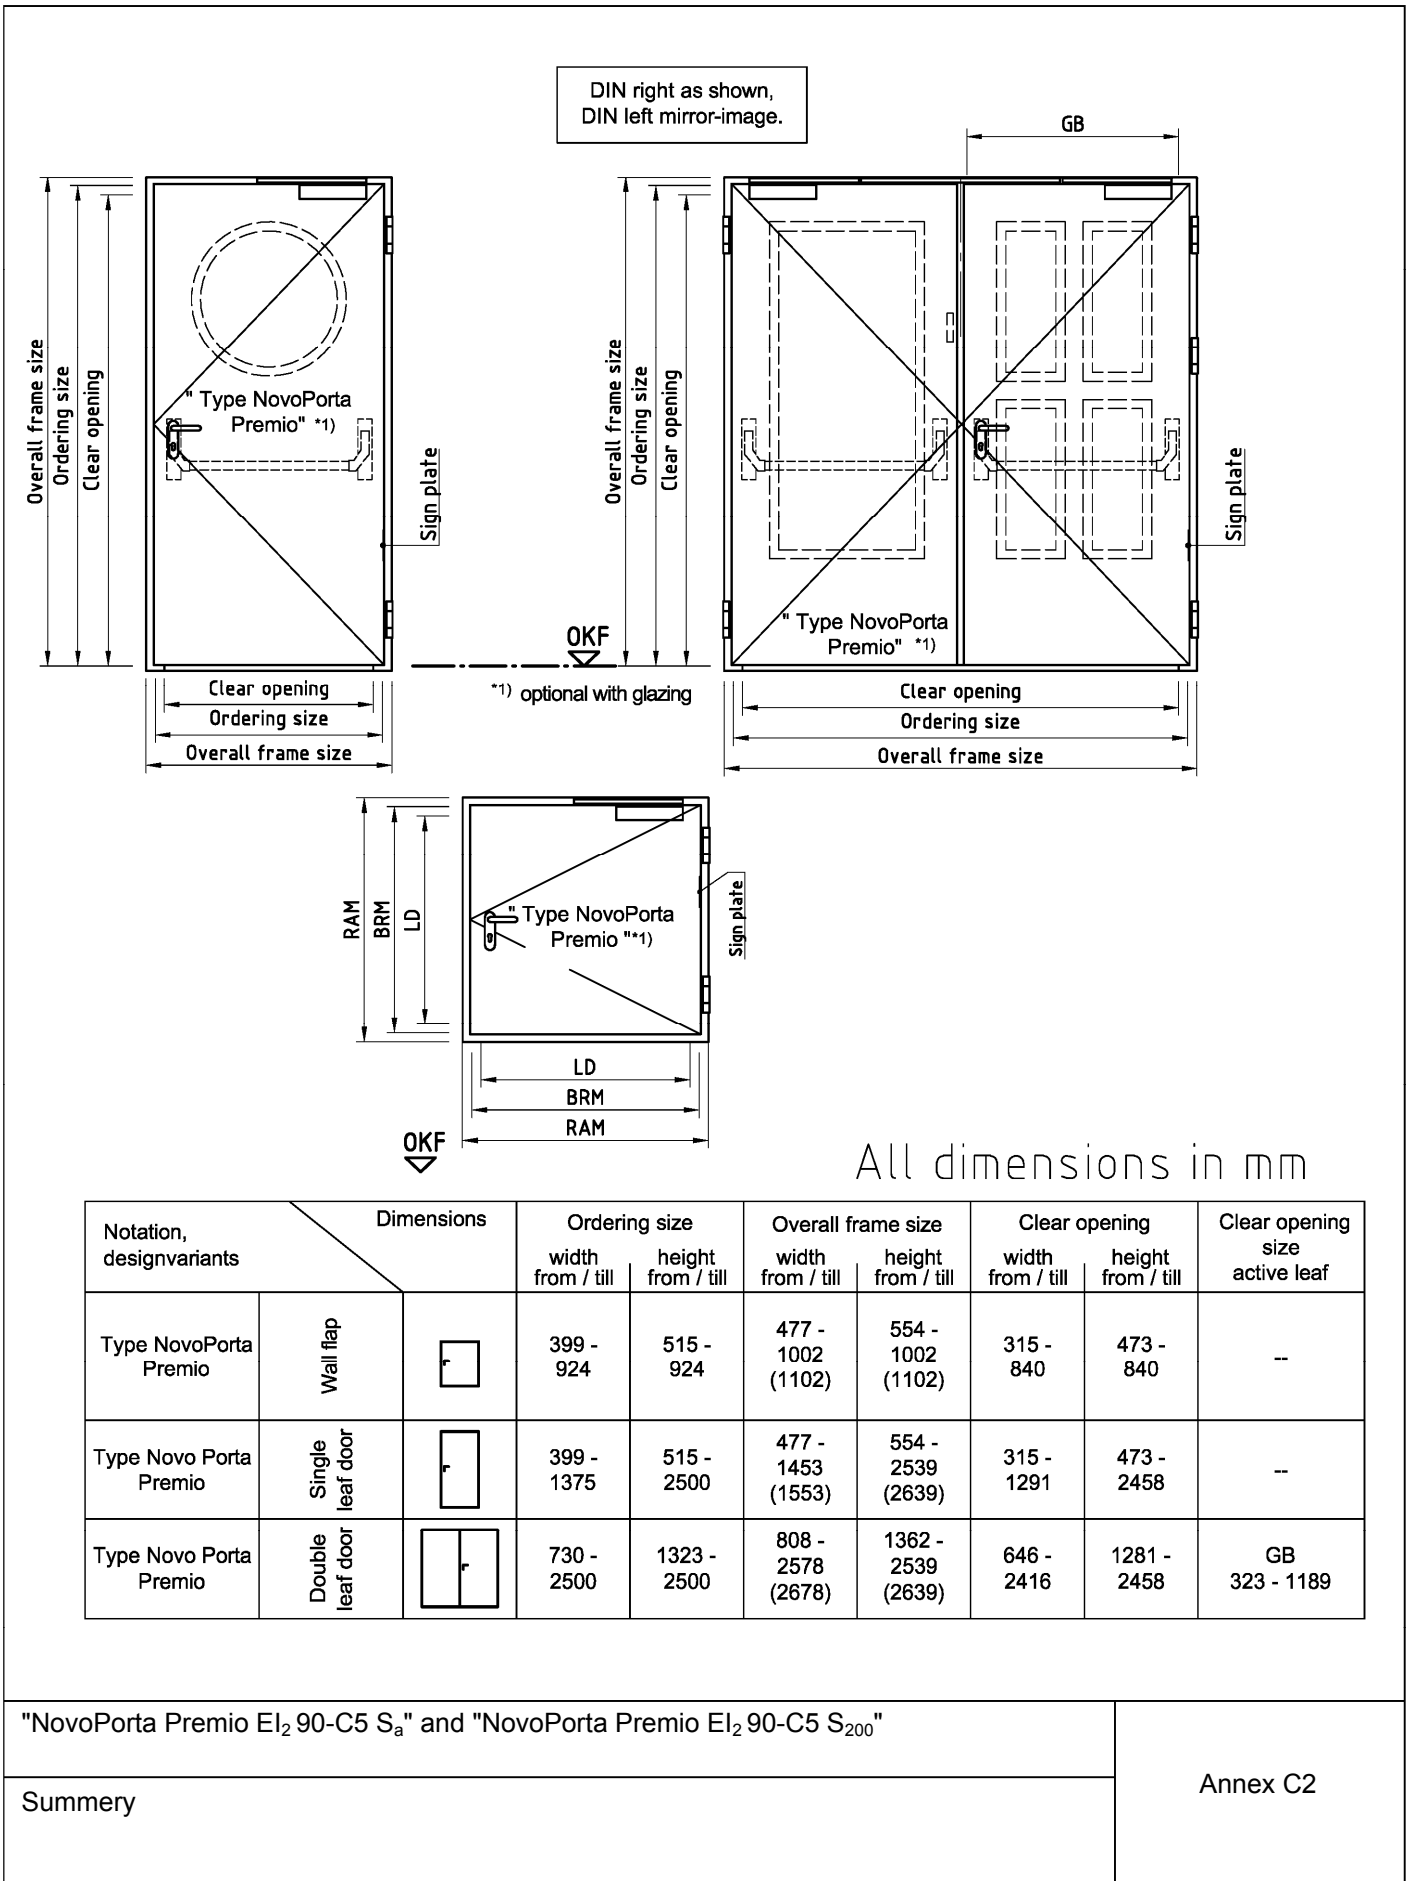 DIN right as shown,
DIN left mirror-image.
GB
Overall frame size
Ordering size
Clear opening
" Type NovoPorta
Premio" *1)
Sign plate
Clear opening
Ordering size
Overall frame size
OKF
*1) optional with glazing
Overall frame size
Ordering size
Clear opening
" Type NovoPorta
Premio" *1)
Sign plate
Clear opening
Ordering size
Overall frame size
RAM
BRM
LD
" Type NovoPorta
Premio "*1)
Sign plate
LD
BRM
RAM
OKF
All dimensions in mm
Notation,
designvariants
Dimensions
Ordering size
width
from / till
height
from / till
Overall frame size
width
from / till
height
from / till
Clear opening
width
from / till
height
from / till
Clear opening
size
active leaf
Type NovoPorta
Premio
Wall flap
399 -
924
515 -
924
477 -
1002
(1102)
554 -
1002
(1102)
315 -
840
473 -
840
--
Type Novo Porta
Premio
Single
leaf door
399 -
1375
515 -
2500
477 -
1453
(1553)
554 -
2539
(2639)
315 -
1291
473 -
2458
--
Type Novo Porta
Premio
Double
leaf door
730 -
2500
1323 -
2500
808 -
2578
(2678)
1362 -
2539
(2639)
646 -
2416
1281 -
2458
GB
323 - 1189
"NovoPorta Premio EI₂ 90-C5 Sₐ" and "NovoPorta Premio EI₂ 90-C5 S₂₀₀"
Summery
Annex C2